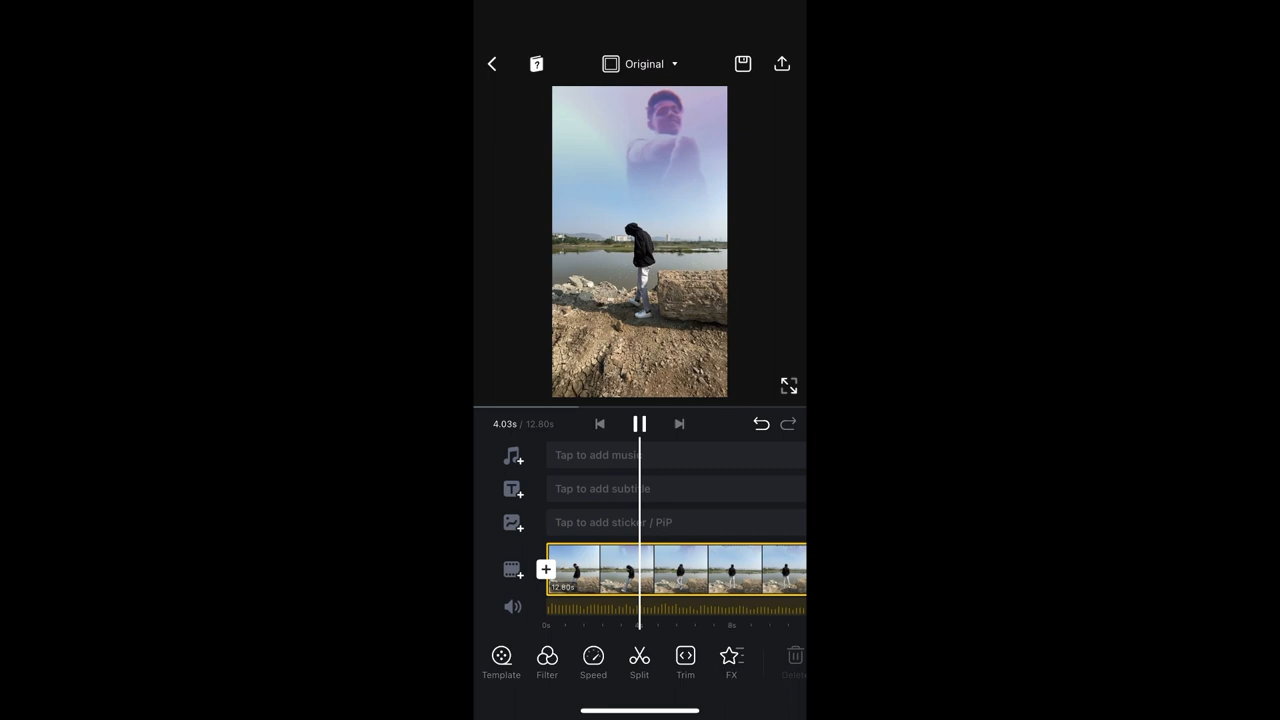 Original
4.03s / 12.80s
Tap to add music
Tap to add subtitle
Tap to add sticker / PiP
12.80s
0s 4s 8s
Template Filter Speed Split Trim FX Delete